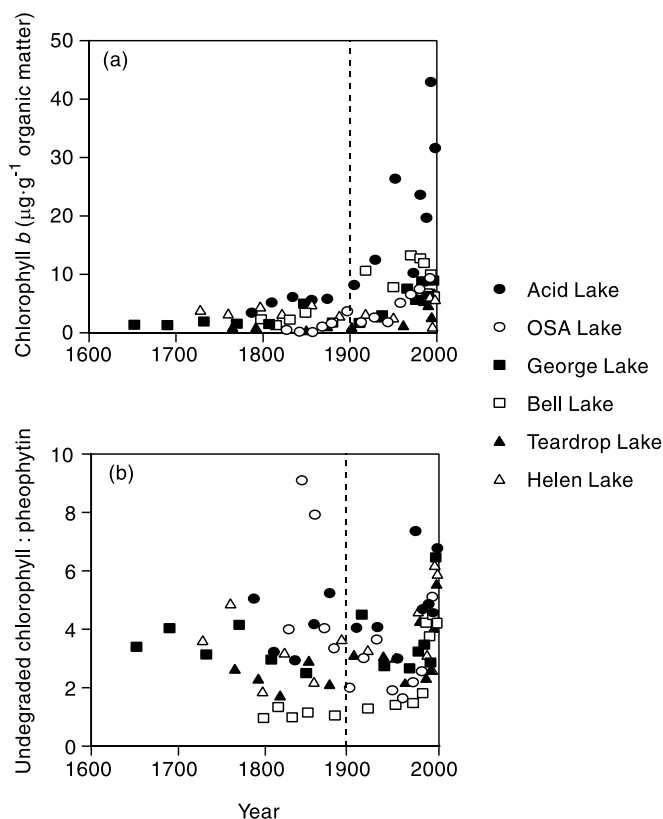 50
(a)
40
30
20
10
0
1600
1700
1800
1900
2000
Chlorophyll b (µg·g⁻¹ organic matter)
Acid Lake
OSA Lake
George Lake
Bell Lake
Teardrop Lake
Helen Lake
10
(b)
8
6
4
2
0
1600
1700
1800
1900
2000
Undegraded chlorophyll : pheophytin
Year